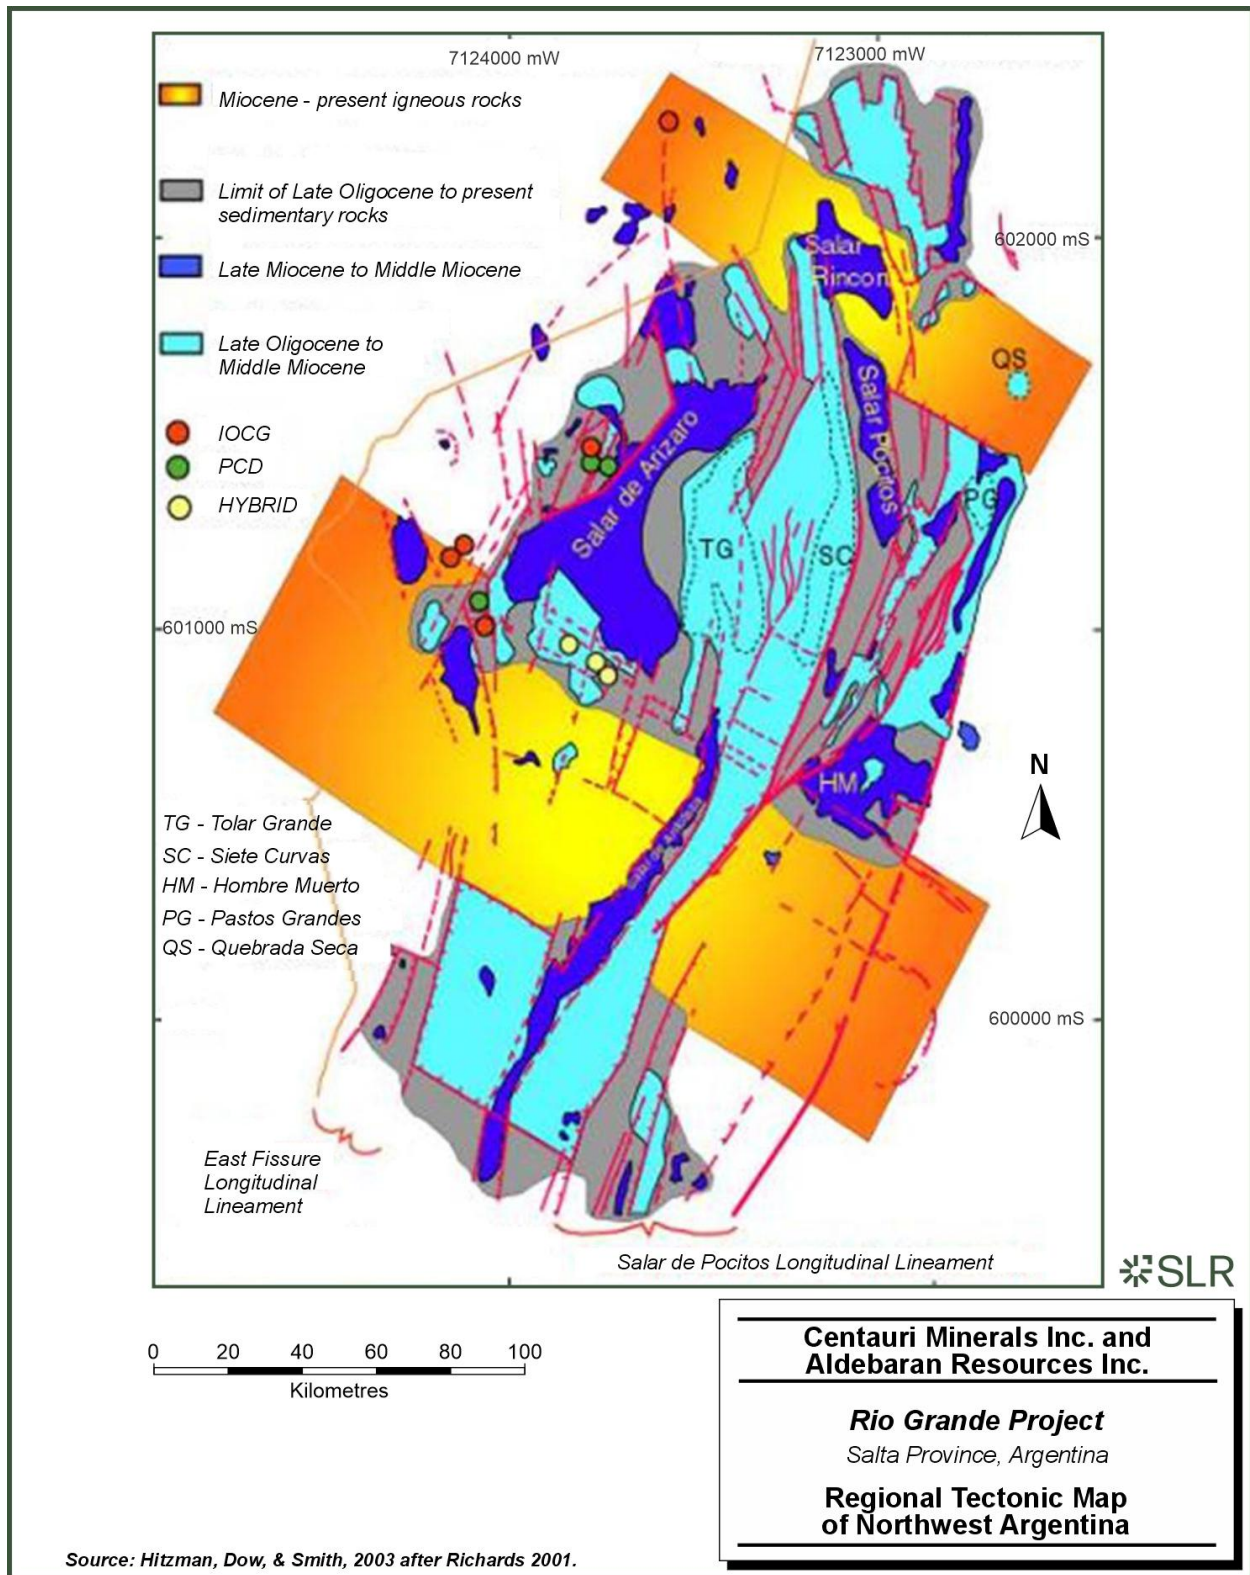 7124000 mW
7123000 mW
Miocene - present igneous rocks
Limit of Late Oligocene to present
sedimentary rocks
Late Miocene to Middle Miocene
Late Oligocene to
Middle Miocene
IOCG
PCD
HYBRID
602000 mS
Salar
Rincon
QS
Salar Pocitos
Salar de Arizaro
PG
TG
SC
601000 mS
HM
N
TG - Tolar Grande
SC - Siete Curvas
HM - Hombre Muerto
PG - Pastos Grandes
QS - Quebrada Seca
600000 mS
East Fissure
Longitudinal
Lineament
Salar de Pocitos Longitudinal Lineament
SLR
0 20 40 60 80 100
Kilometres
Centauri Minerals Inc. and
Aldebaran Resources Inc.
Rio Grande Project
Salta Province, Argentina
Regional Tectonic Map
of Northwest Argentina
Source: Hitzman, Dow, & Smith, 2003 after Richards 2001.